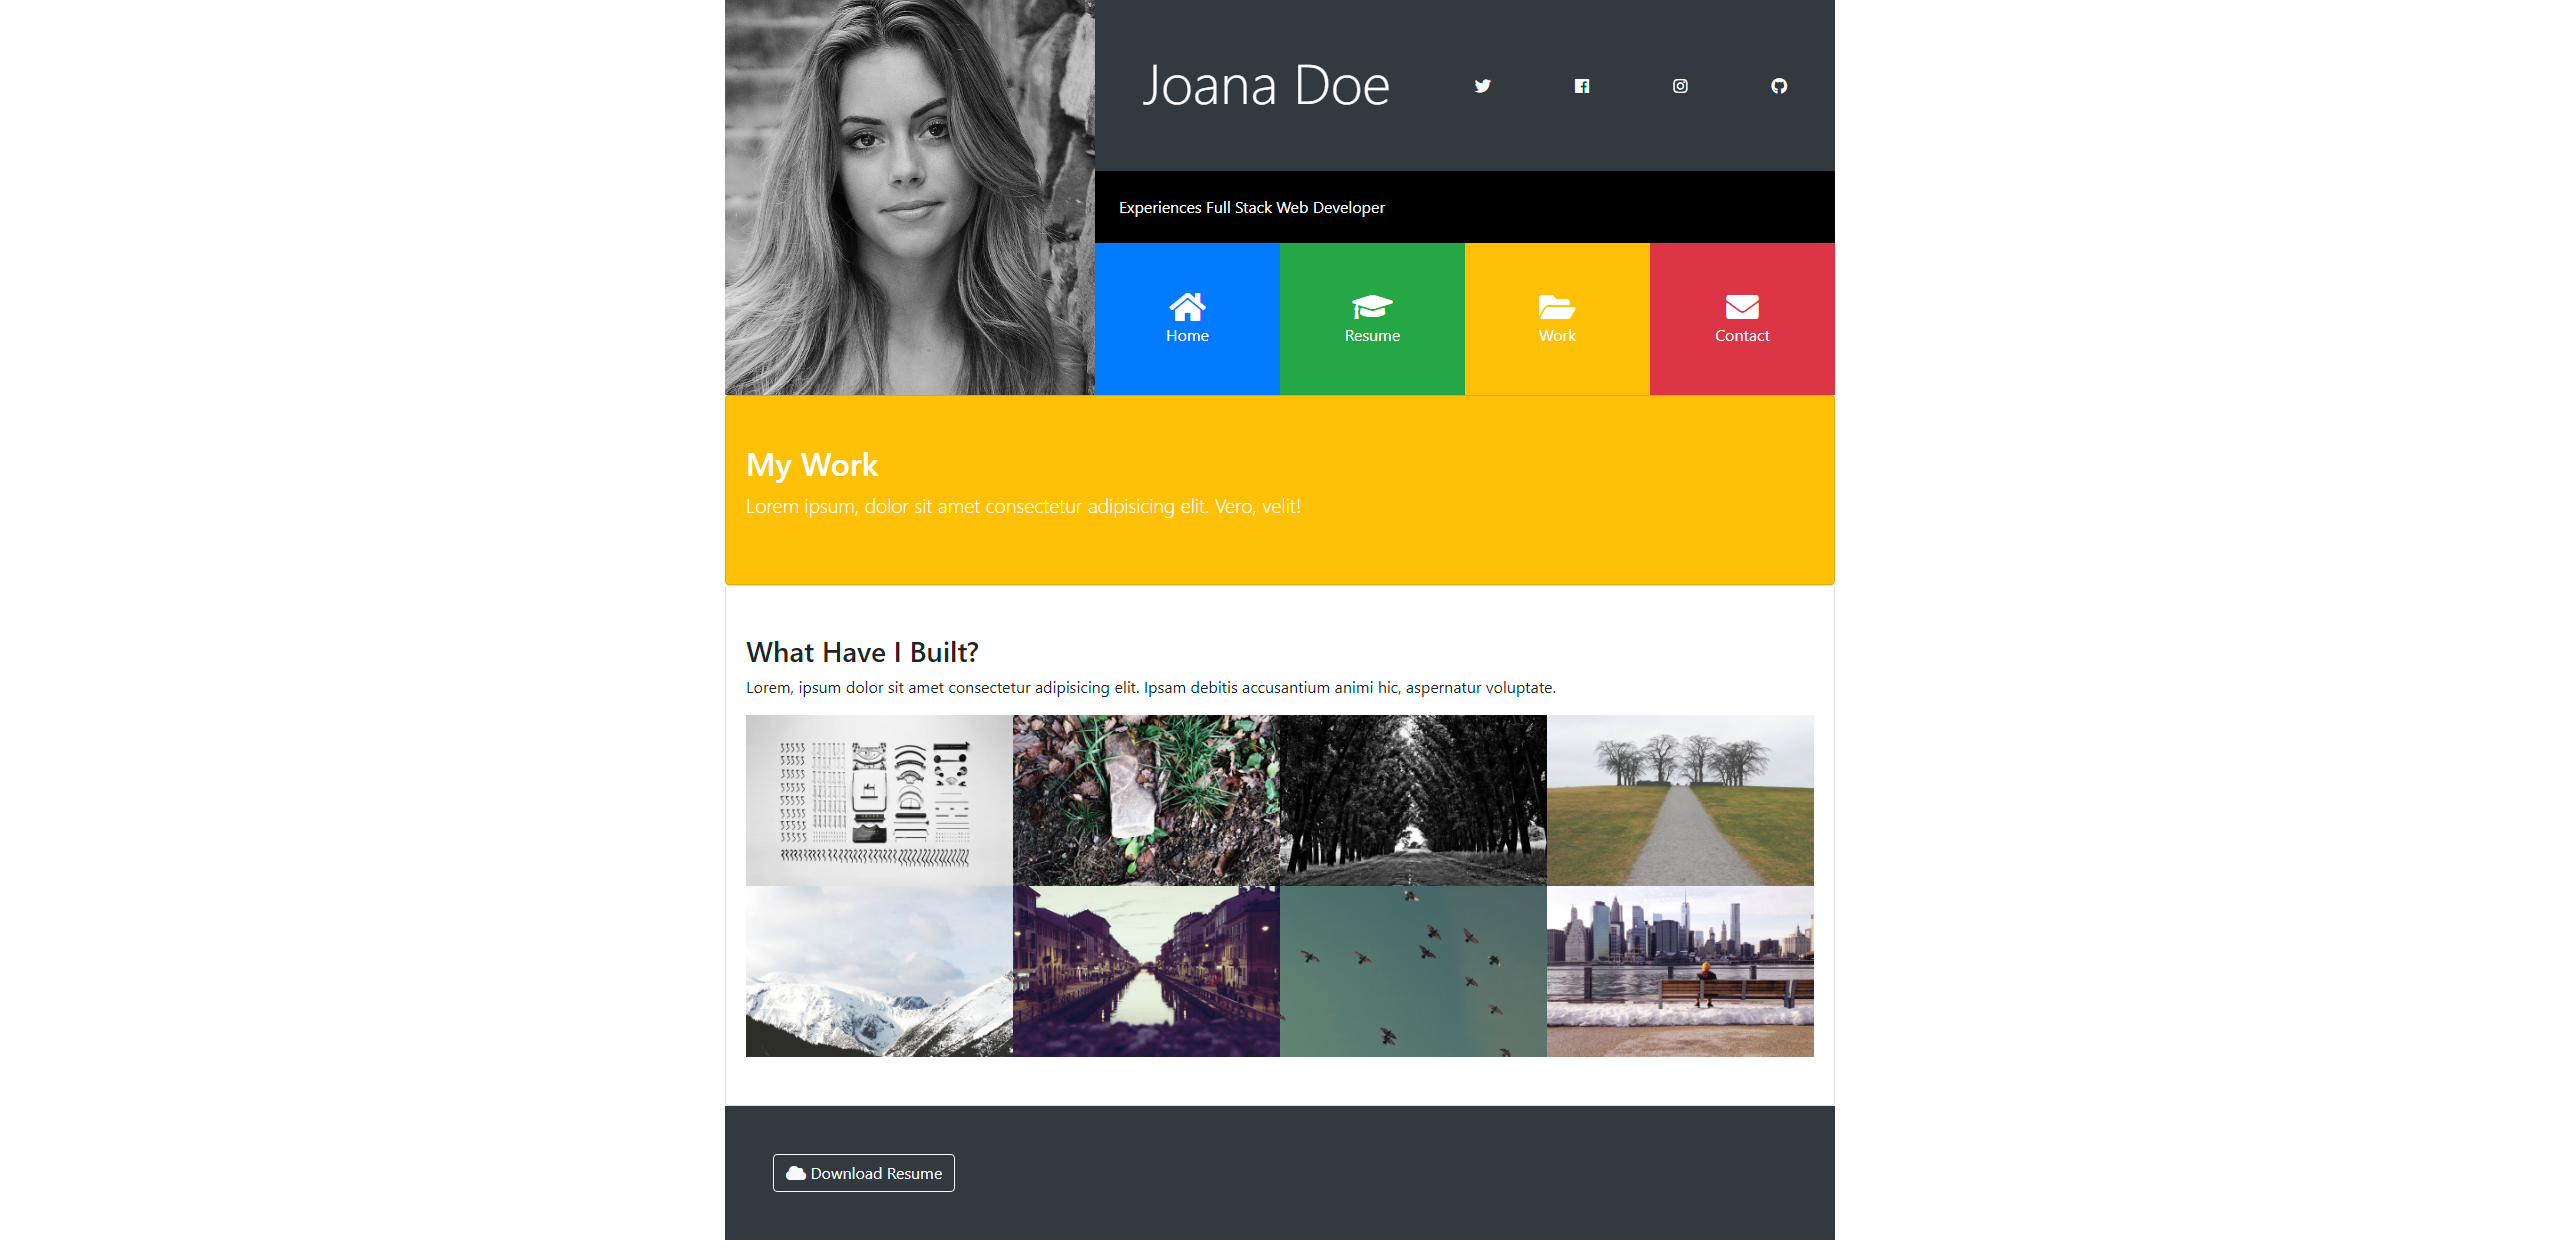 Joana Doe
Experiences Full Stack Web Developer
Home
Resume
Work
Contact
My Work
Lorem ipsum, dolor sit amet consectetur adipisicing elit. Vero, velit!
What Have I Built?
Lorem, ipsum dolor sit amet consectetur adipisicing elit. Ipsam debitis accusantium animi hic, aspernatur voluptate.
Download Resume